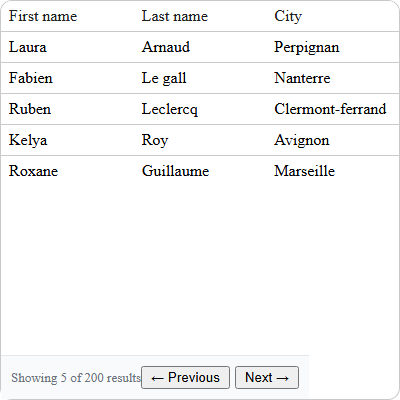 First name Last name City
Laura Arnaud Perpignan
Fabien Le gall Nanterre
Ruben Leclercq Clermont-ferrand
Kelya Roy Avignon
Roxane Guillaume Marseille
Showing 5 of 200 results ← Previous Next →